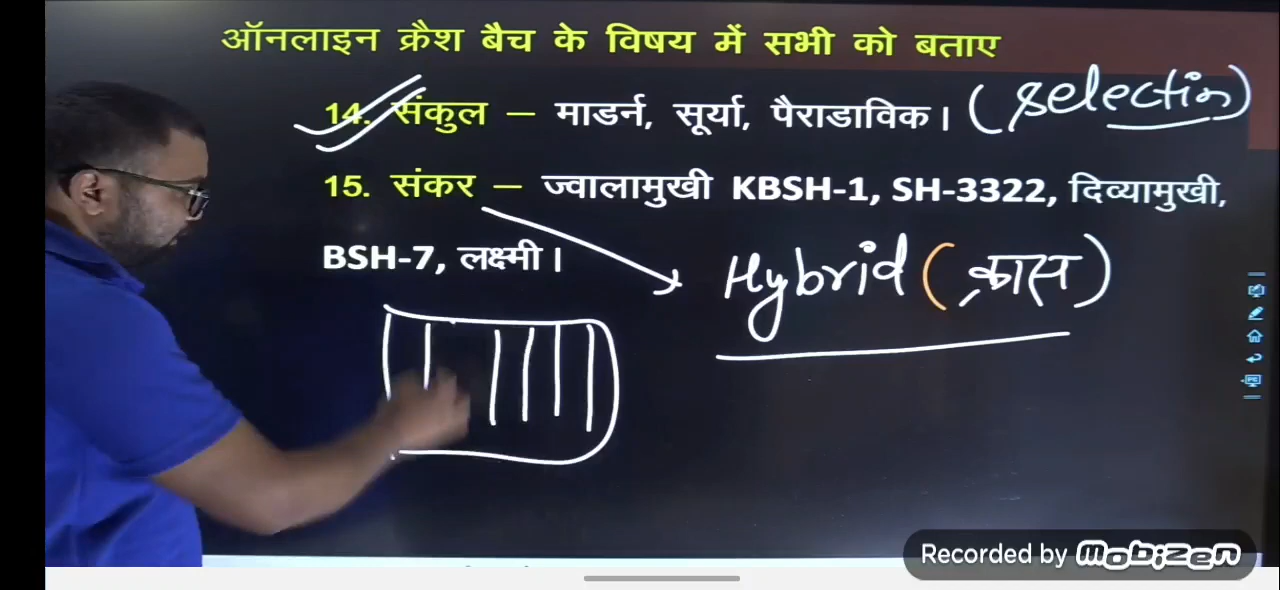 ऑनलाइन क्रैश बैच के विषय में सभी को बताए
14. संकुल – माडर्न, सूर्या, पैराडाविक। (selectin)
15. संकर – ज्वालामुखी KBSH-1, SH-3322, दिव्यामुखी,
BSH-7, लक्ष्मी।
Hybrid (क्रास)
Recorded by Mobizen